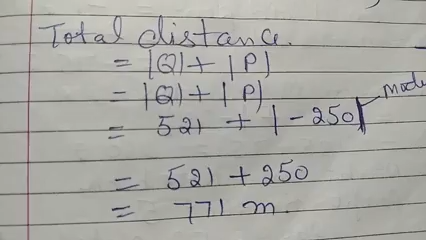 Total distance.
= |Q| + |P|
= |Q| + |P|
= 521 + |-250|
= 521 + 250
= 771 m.